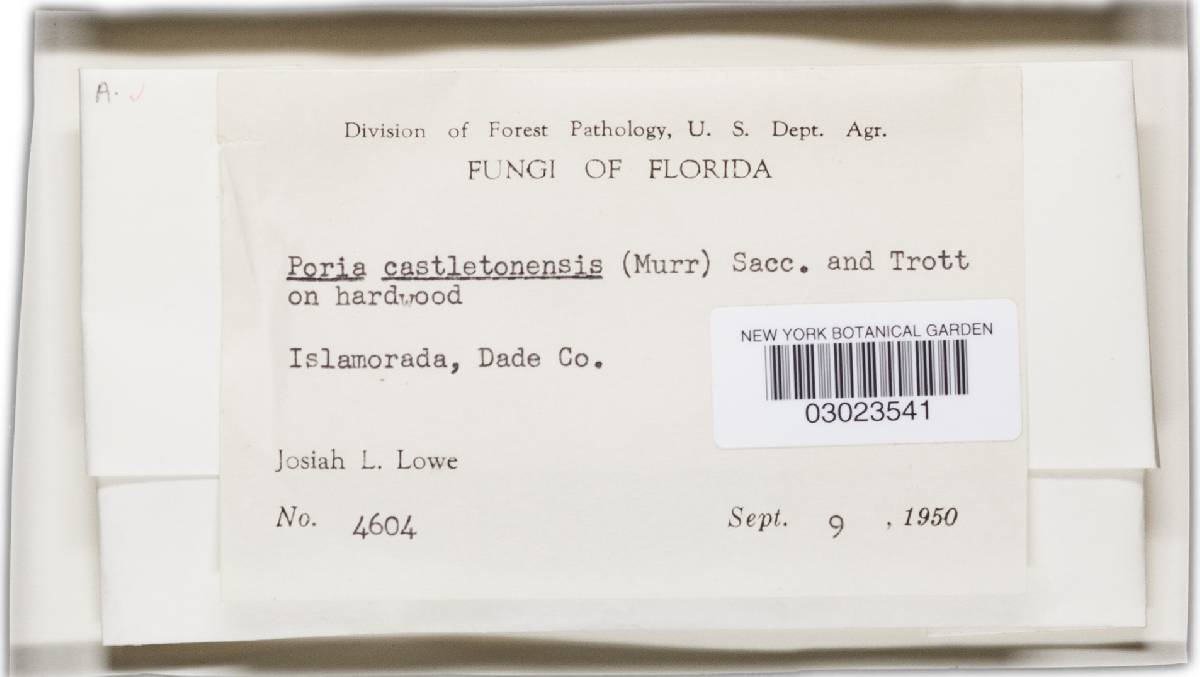 A.
Division of Forest Pathology, U. S. Dept. Agr.
FUNGI OF FLORIDA
Poria castletonensis (Murr) Sacc. and Trott
on hardwood
Islamorada, Dade Co.
NEW YORK BOTANICAL GARDEN
03023541
Josiah L. Lowe
No. 4604 Sept. 9 , 1950